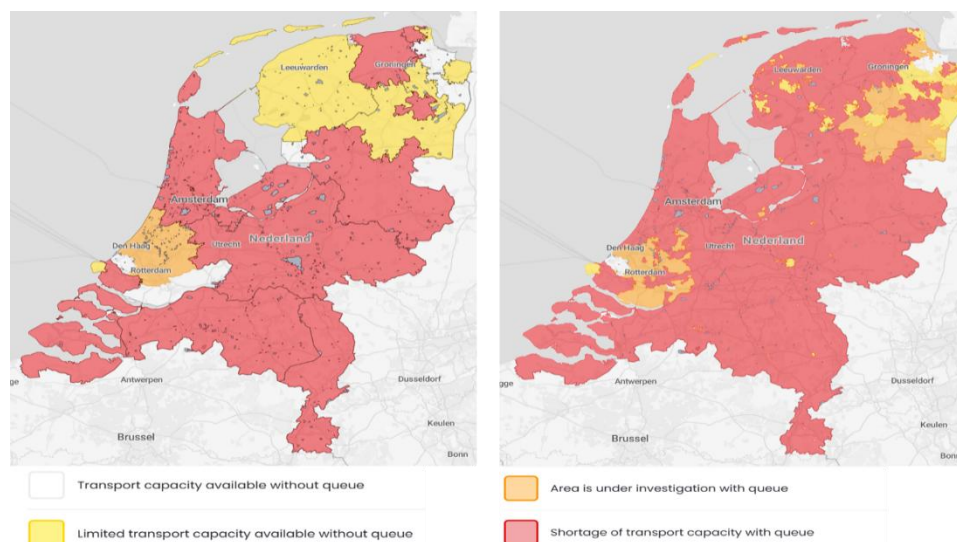 Leeuwarden
Groningen
Amsterdam
Den Haag
Utrecht
Nederland
Rotterdam
Antwerpen
Dusseldorf
Brussel
Keulen
Bonn
Leeuwarden
Groningen
Amsterdam
Den Haag
Utrecht
Nederland
Rotterdam
gge
Antwerpen
Dusseldorf
Brussel
Keulen
Transport capacity available without queue
Limited transport capacity available without queue
Area is under investigation with queue
Shortage of transport capacity with queue